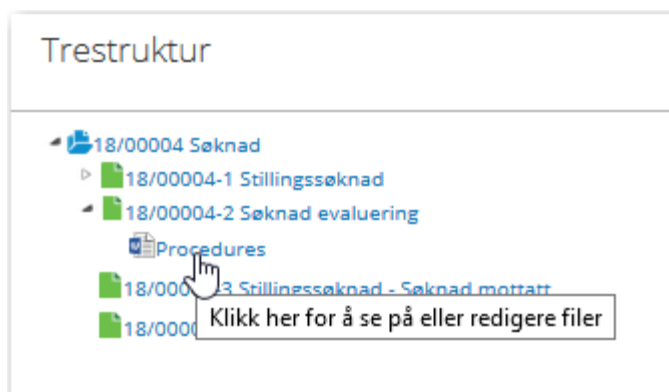 Trestruktur
18/00004 Søknad
18/00004-1 Stillingssøknad
18/00004-2 Søknad evaluering
Procedures
3 Stillingssøknad - Søknad mottatt
Klikk her for å se på eller redigere filer